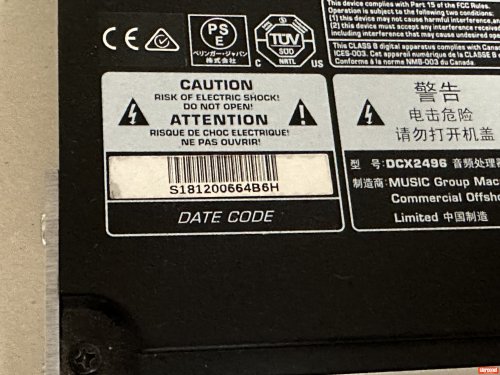 This device complies with Part 15 of the FCC Rules.
Operation is subject to the following two conditions:
(1) this device may not cause harmful interference,
(2) this device must accept any interference received
interference that may cause undesired operation
This CLASS B digital apparatus complies with Can
ICES-003. Cet appareil numérique de classe B est
Conforme à la norme NMB-003 du Canada.
CE
PS
E
ベリンガー・ジャパン
株式会社
TÜV
SÜD
NRTL
C US
CAUTION
RISK OF ELECTRIC SHOCK!
DO NOT OPEN!
ATTENTION
RISQUE DE CHOC ELECTRIQUE!
NE PAS OUVRIR!
S181200664B6H
DATE CODE
警告
电击危险
请勿打开机盖
型 号: DCX2496 音频处理
制造商: MUSIC Group Mac
Commercial Offsh
Limited 中国制造